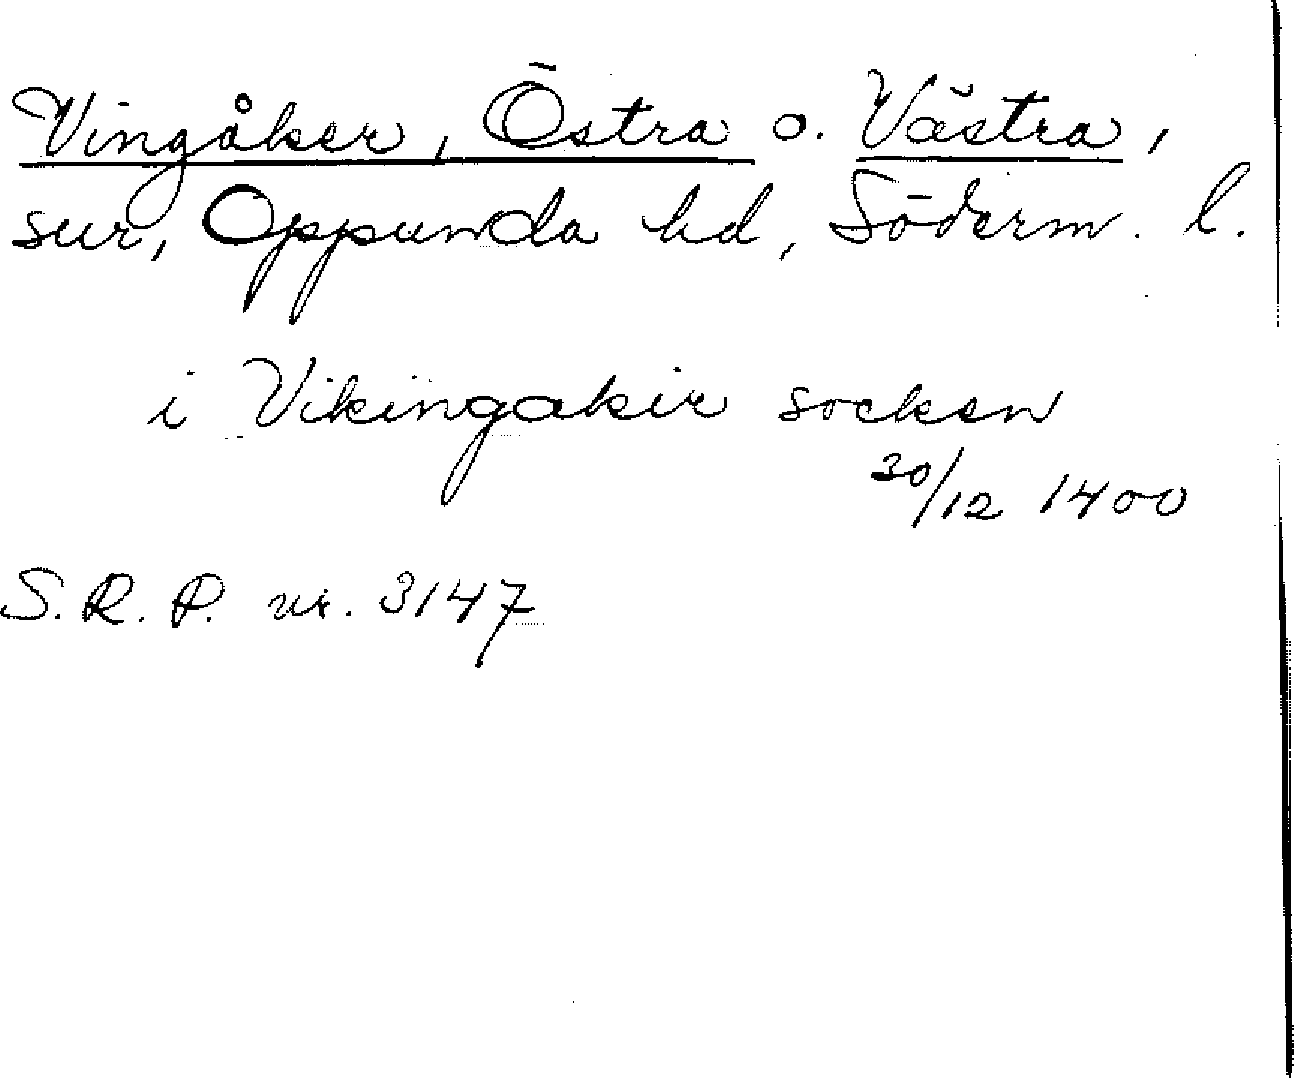 Vingåker, Östra o. Västra,
snr, Oppunda hd, Söderm. l.
i Vikingakir socken
30/12 1400
S.R.P. nr. 3147